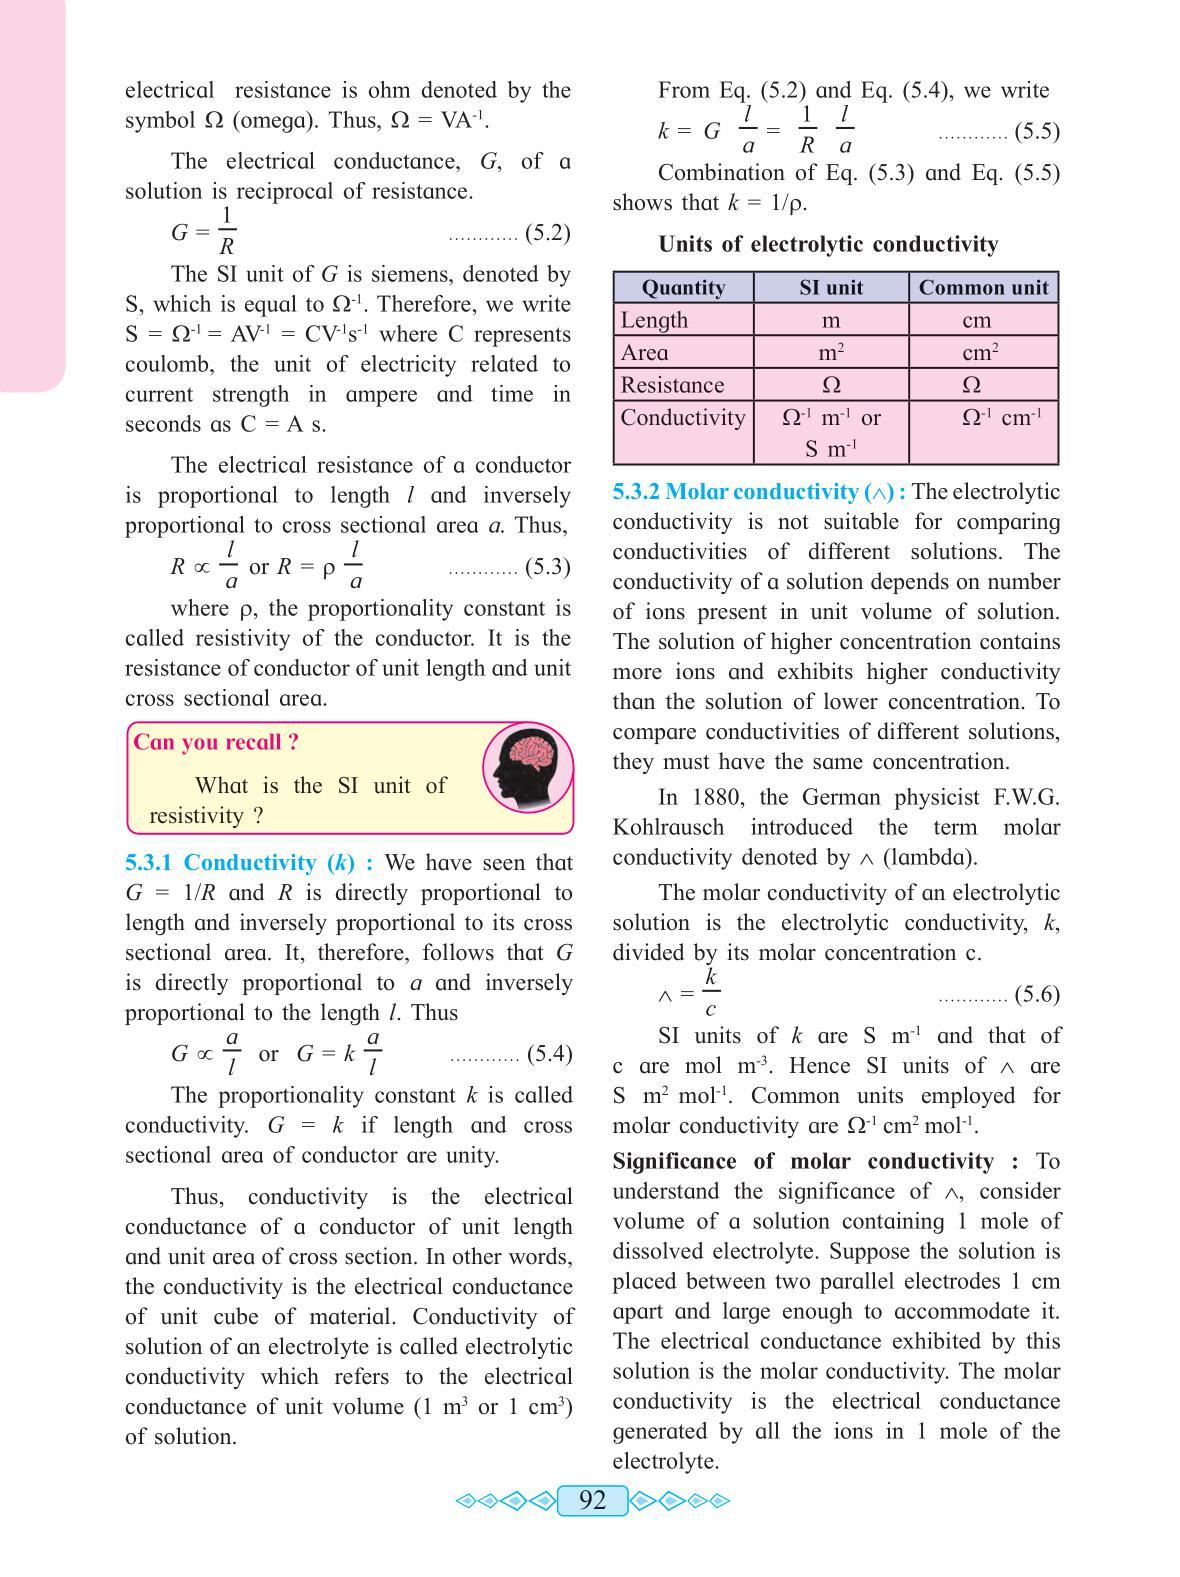 electrical resistance is ohm denoted by the
symbol Ω (omega). Thus, Ω = VA⁻¹.
The electrical conductance, G, of a
solution is reciprocal of resistance.
G = 1/R ............ (5.2)
The SI unit of G is siemens, denoted by
S, which is equal to Ω⁻¹. Therefore, we write
S = Ω⁻¹ = AV⁻¹ = CV⁻¹s⁻¹ where C represents
coulomb, the unit of electricity related to
current strength in ampere and time in
seconds as C = A s.
The electrical resistance of a conductor
is proportional to length l and inversely
proportional to cross sectional area a. Thus,
R ∝ l/a or R = ρ l/a ............ (5.3)
where ρ, the proportionality constant is
called resistivity of the conductor. It is the
resistance of conductor of unit length and unit
cross sectional area.
Can you recall ?
What is the SI unit of
resistivity ?
5.3.1 Conductivity (k) : We have seen that
G = 1/R and R is directly proportional to
length and inversely proportional to its cross
sectional area. It, therefore, follows that G
is directly proportional to a and inversely
proportional to the length l. Thus
G ∝ a/l or G = k a/l ............ (5.4)
The proportionality constant k is called
conductivity. G = k if length and cross
sectional area of conductor are unity.
Thus, conductivity is the electrical
conductance of a conductor of unit length
and unit area of cross section. In other words,
the conductivity is the electrical conductance
of unit cube of material. Conductivity of
solution of an electrolyte is called electrolytic
conductivity which refers to the electrical
conductance of unit volume (1 m³ or 1 cm³)
of solution.
From Eq. (5.2) and Eq. (5.4), we write
k = G l/a = 1/R l/a ............ (5.5)
Combination of Eq. (5.3) and Eq. (5.5)
shows that k = 1/ρ.
Units of electrolytic conductivity
Quantity SI unit Common unit
Length m cm
Area m² cm²
Resistance Ω Ω
Conductivity Ω⁻¹ m⁻¹ or Ω⁻¹ cm⁻¹
S m⁻¹
5.3.2 Molar conductivity (∧) : The electrolytic
conductivity is not suitable for comparing
conductivities of different solutions. The
conductivity of a solution depends on number
of ions present in unit volume of solution.
The solution of higher concentration contains
more ions and exhibits higher conductivity
than the solution of lower concentration. To
compare conductivities of different solutions,
they must have the same concentration.
In 1880, the German physicist F.W.G.
Kohlrausch introduced the term molar
conductivity denoted by ∧ (lambda).
The molar conductivity of an electrolytic
solution is the electrolytic conductivity, k,
divided by its molar concentration c.
∧ = k/c ............ (5.6)
SI units of k are S m⁻¹ and that of
c are mol m⁻³. Hence SI units of ∧ are
S m² mol⁻¹. Common units employed for
molar conductivity are Ω⁻¹ cm² mol⁻¹.
Significance of molar conductivity : To
understand the significance of ∧, consider
volume of a solution containing 1 mole of
dissolved electrolyte. Suppose the solution is
placed between two parallel electrodes 1 cm
apart and large enough to accommodate it.
The electrical conductance exhibited by this
solution is the molar conductivity. The molar
conductivity is the electrical conductance
generated by all the ions in 1 mole of the
electrolyte.
92